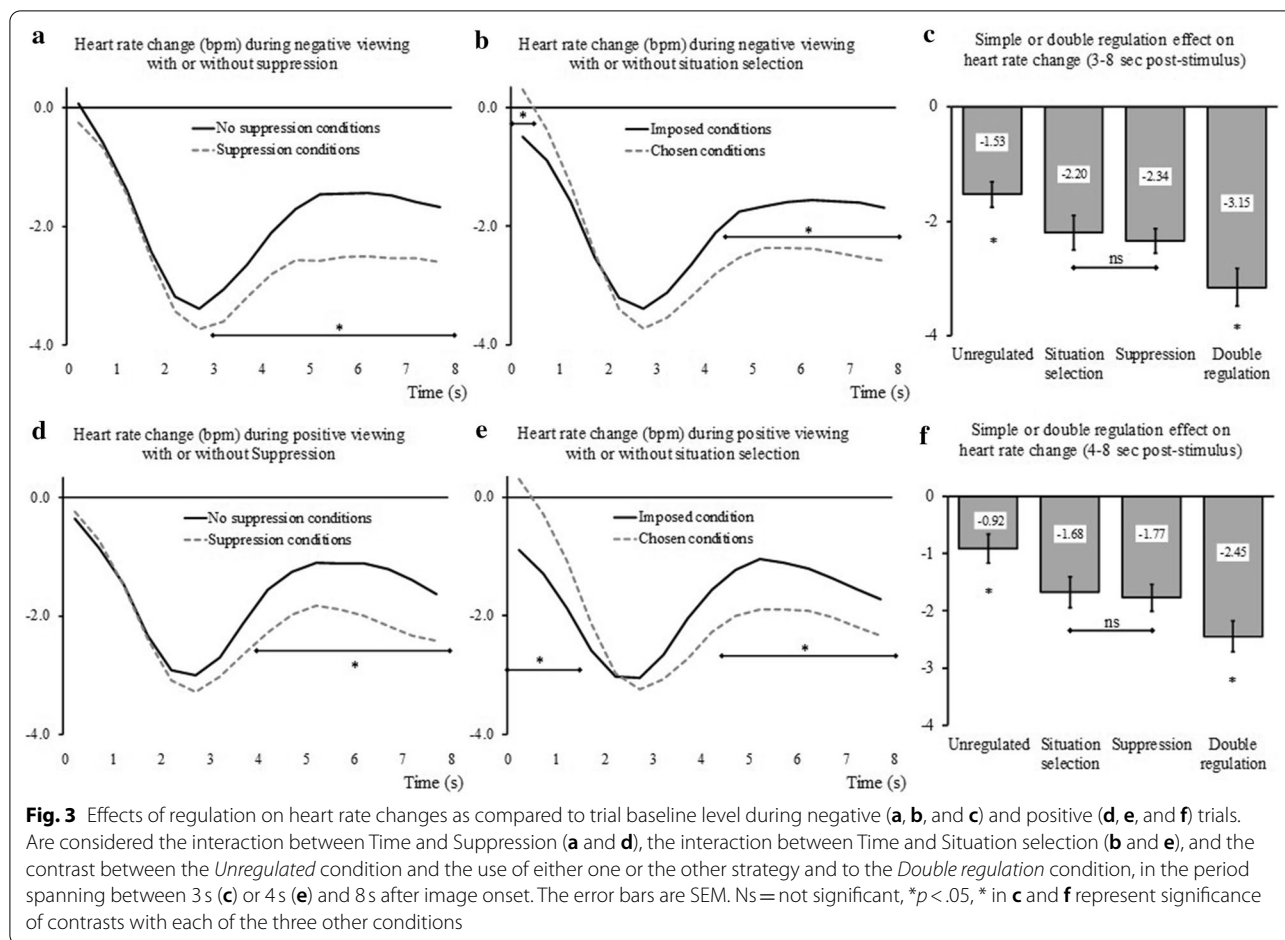 a
Heart rate change (bpm) during negative viewing
with or without suppression
0.0
-2.0
-4.0
No suppression conditions
Suppression conditions
*
0 1 2 3 4 5 6 7 8
Time (s)
b
Heart rate change (bpm) during negative viewing
with or without situation selection
0.0
-2.0
-4.0
*
Imposed conditions
Chosen conditions
*
0 1 2 3 4 5 6 7 8
Time (s)
c
Simple or double regulation effect on
heart rate change (3-8 sec post-stimulus)
0
-2
-4
-1.53
-2.20
-2.34
-3.15
*
ns
*
Unregulated Situation selection Suppression Double regulation
d
Heart rate change (bpm) during positive viewing
with or without Suppression
0.0
-2.0
-4.0
No suppression conditions
Suppression conditions
*
0 1 2 3 4 5 6 7 8
Time (s)
e
Heart rate change (bpm) during positive viewing
with or without situation selection
0.0
-2.0
-4.0
Imposed condition
Chosen conditions
*
*
0 1 2 3 4 5 6 7 8
Time (s)
f
Simple or double regulation effect on
heart rate change (4-8 sec post-stimulus)
0
-1
-2
-3
-4
-0.92
-1.68
-1.77
-2.45
*
ns
*
Unregulated Situation selection Suppression Double regulation
Fig. 3 Effects of regulation on heart rate changes as compared to trial baseline level during negative (a, b, and c) and positive (d, e, and f) trials.
Are considered the interaction between Time and Suppression (a and d), the interaction between Time and Situation selection (b and e), and the
contrast between the Unregulated condition and the use of either one or the other strategy and to the Double regulation condition, in the period
spanning between 3 s (c) or 4 s (e) and 8 s after image onset. The error bars are SEM. Ns = not significant, *p < .05, * in c and f represent significance
of contrasts with each of the three other conditions